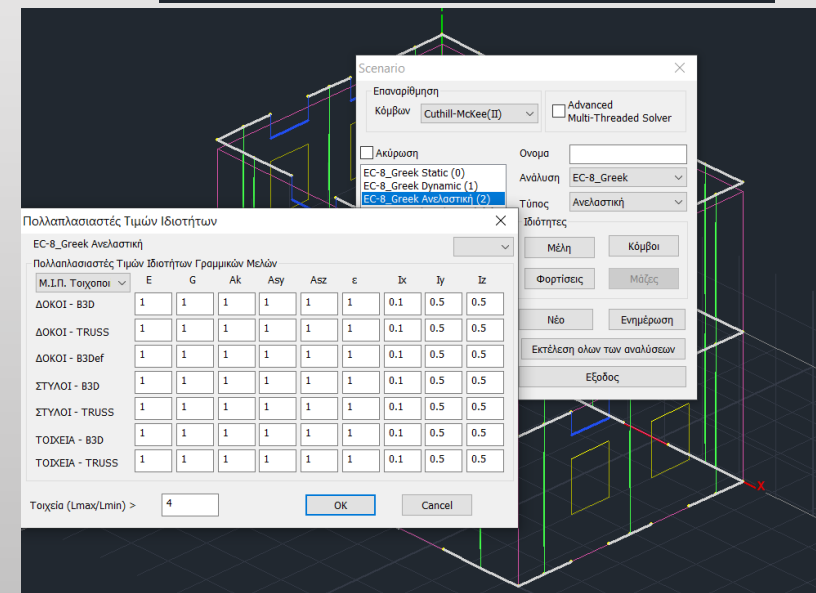 Scenario
Επαναρίθμηση
Κόμβων Cuthill-McKee(II)
Advanced
Multi-Threaded Solver
Ακύρωση
EC-8_Greek Static (0)
EC-8_Greek Dynamic (1)
EC-8_Greek Ανελαστική (2)
Ονομα
Ανάλυση EC-8_Greek
Τύπος Ανελαστική
Ιδιότητες
Μέλη Κόμβοι
Φορτίσεις Μάζες
Νέο Ενημέρωση
Εκτέλεση ολων των αναλύσεων
Εξοδος
Πολλαπλασιαστές Τιμών Ιδιοτήτων
EC-8_Greek Ανελαστική
Πολλαπλασιαστές Τιμών Ιδιοτήτων Γραμμικών Μελών
Μ.Ι.Π. Τοιχοποι E G Ak Asy Asz ε Ix Iy Iz
ΔΟΚΟΙ - B3D 1 1 1 1 1 1 0.1 0.5 0.5
ΔΟΚΟΙ - TRUSS 1 1 1 1 1 1 0.1 0.5 0.5
ΔΟΚΟΙ - B3Def 1 1 1 1 1 1 0.1 0.5 0.5
ΣΤΥΛΟΙ - B3D 1 1 1 1 1 1 0.1 0.5 0.5
ΣΤΥΛΟΙ - TRUSS 1 1 1 1 1 1 0.1 0.5 0.5
ΤΟΙΧΕΙΑ - B3D 1 1 1 1 1 1 0.1 0.5 0.5
ΤΟΙΧΕΙΑ - TRUSS 1 1 1 1 1 1 0.1 0.5 0.5
Τοιχεία (Lmax/Lmin) > 4
OK Cancel
X